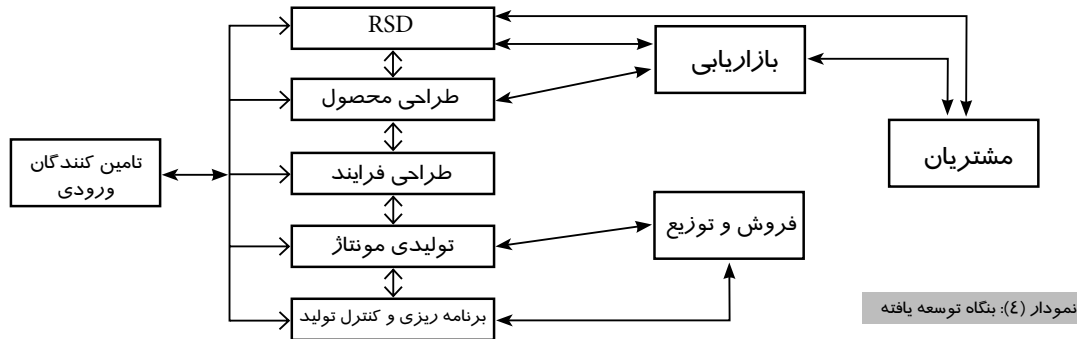 RSD
بازاریابی
طراحی محصول
مشتریان
تامین کنندگان
ورودی
طراحی فرایند
فروش و توزیع
تولیدی مونتاژ
برنامه ریزی و کنترل تولید
نمودار (٤): بنگاه توسعه یافته